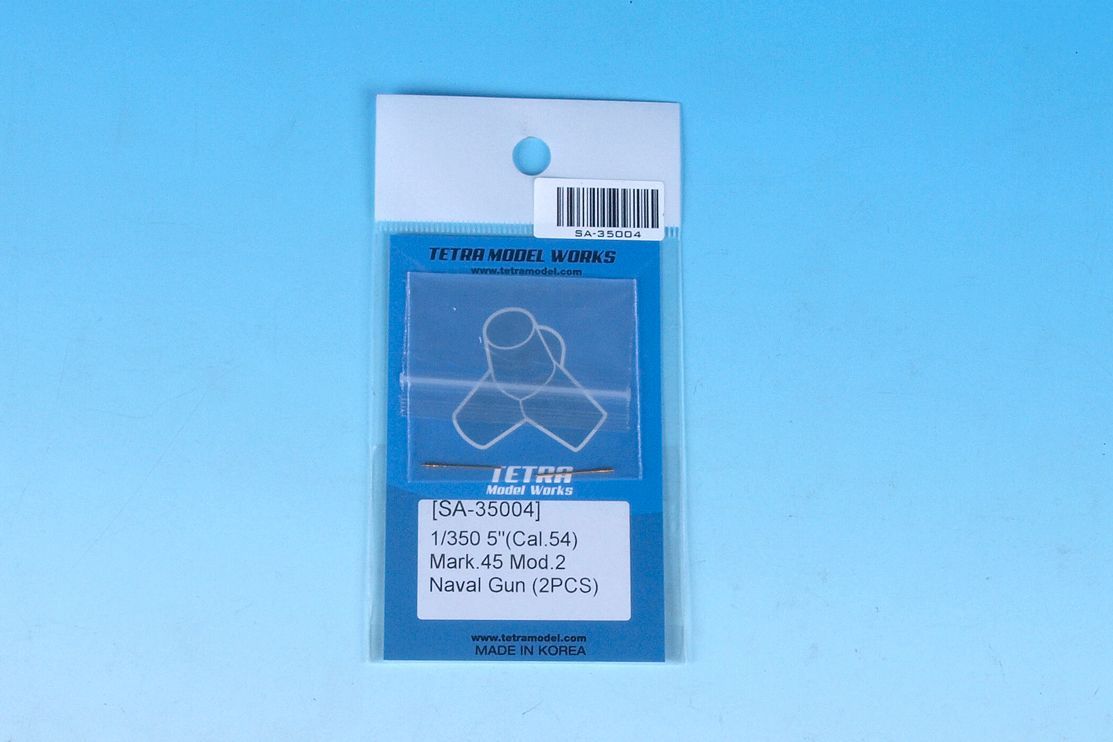 SA-35004
TETRA MODEL WORKS
www.tetramodel.com
TETRA
Model Works
[SA-35004]
1/350 5"(Cal.54)
Mark.45 Mod.2
Naval Gun (2PCS)
www.tetramodel.com
MADE IN KOREA